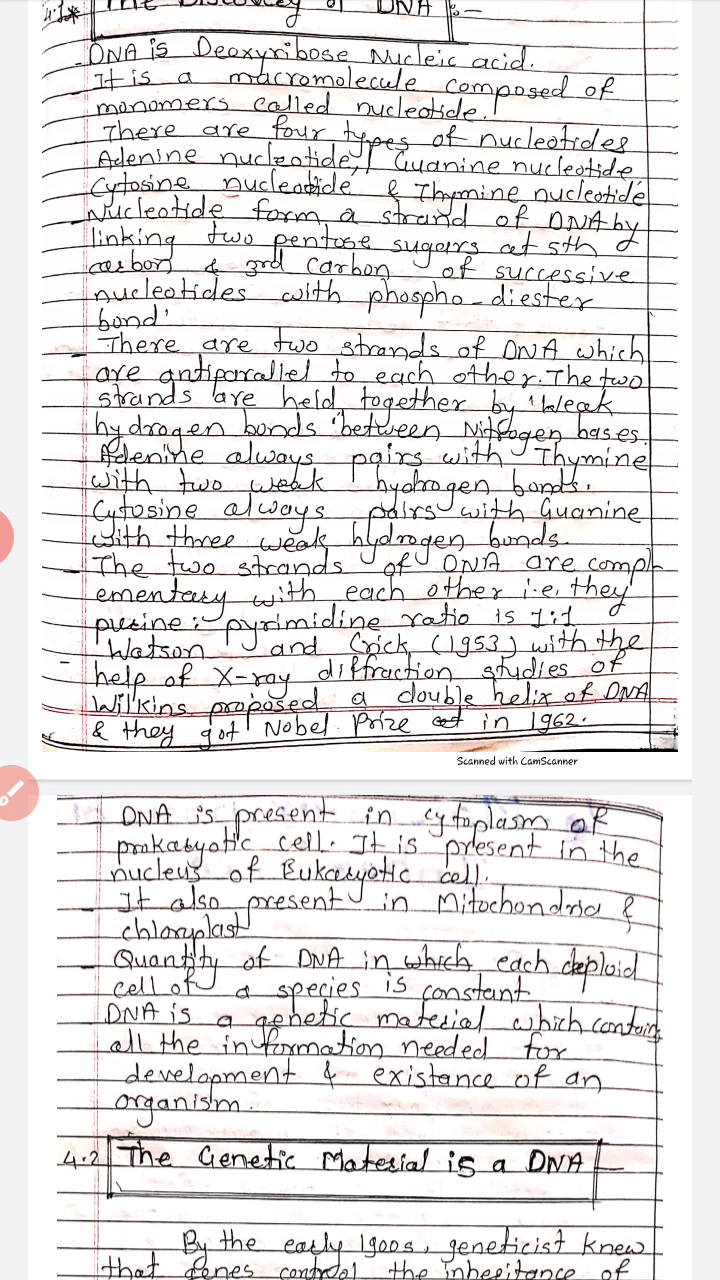 4.1* The Discovery of DNA :-
- DNA is Deoxyribose Nucleic acid.
- It is a macromolecule composed of
monomers called nucleotide.
There are four types of nucleotides
Adenine nucleotide, Guanine nucleotide
Cytosine nucleotide & Thymine nucleotide
- Nucleotide form a strand of DNA by
linking two pentose sugars at 5th
carbon & 3rd carbon of successive
nucleotides with phospho-diester
bond'
- There are two strands of DNA which
are antiparallel to each other. The two
strands are held together by 'Weak
hydrogen bonds' between Nitrogen bases.
Adenine always pairs with Thymine
with two weak hydrogen bonds.
Cytosine always pairs with Guanine
with three weak hydrogen bonds.
- The two strands of DNA are compl-
ementary with each other i.e. they
purine : pyrimidine ratio is 1:1
- Watson and Crick (1953) with the
help of X-ray diffraction studies of
Wilkins proposed a double helix of DNA
& they got Nobel Prize in 1962.
Scanned with CamScanner
DNA is present in cytoplasm of
prokaryotic cell. It is present in the
nucleus of Eukaryotic cell.
- It also present in Mitochondria &
chloroplast
- Quantity of DNA in which each deploid
cell of a species is constant
DNA is a genetic material which contains
all the information needed for
development & existance of an
organism.
4.2 The Genetic Material is a DNA
By the early 1900s, geneticist knew
that genes control the inheritance of